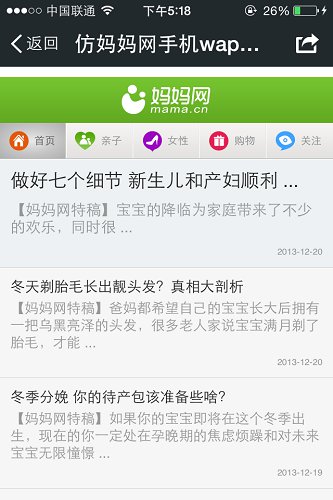 中国联通 下午5:18 26%
返回 仿妈妈网手机wap...
妈妈网
mama.cn
首页 亲子 女性 购物 关注
做好七个细节 新生儿和产妇顺利 ...
【妈妈网特稿】宝宝的降临为家庭带来了不少
的欢乐，同时很 ...
2013-12-20
冬天剃胎毛长出靓头发？真相大剖析
【妈妈网特稿】爸妈都希望自己的宝宝长大后拥有
一把乌黑亮泽的头发，很多老人家说宝宝满月剃了
胎毛，才能 ...
2013-12-20
冬季分娩 你的待产包该准备些啥？
【妈妈网特稿】如果你的宝宝即将在这个冬季出
生，现在的你一定处在孕晚期的焦虑烦躁和对未来
宝宝无限憧憬 ...
2013-12-20